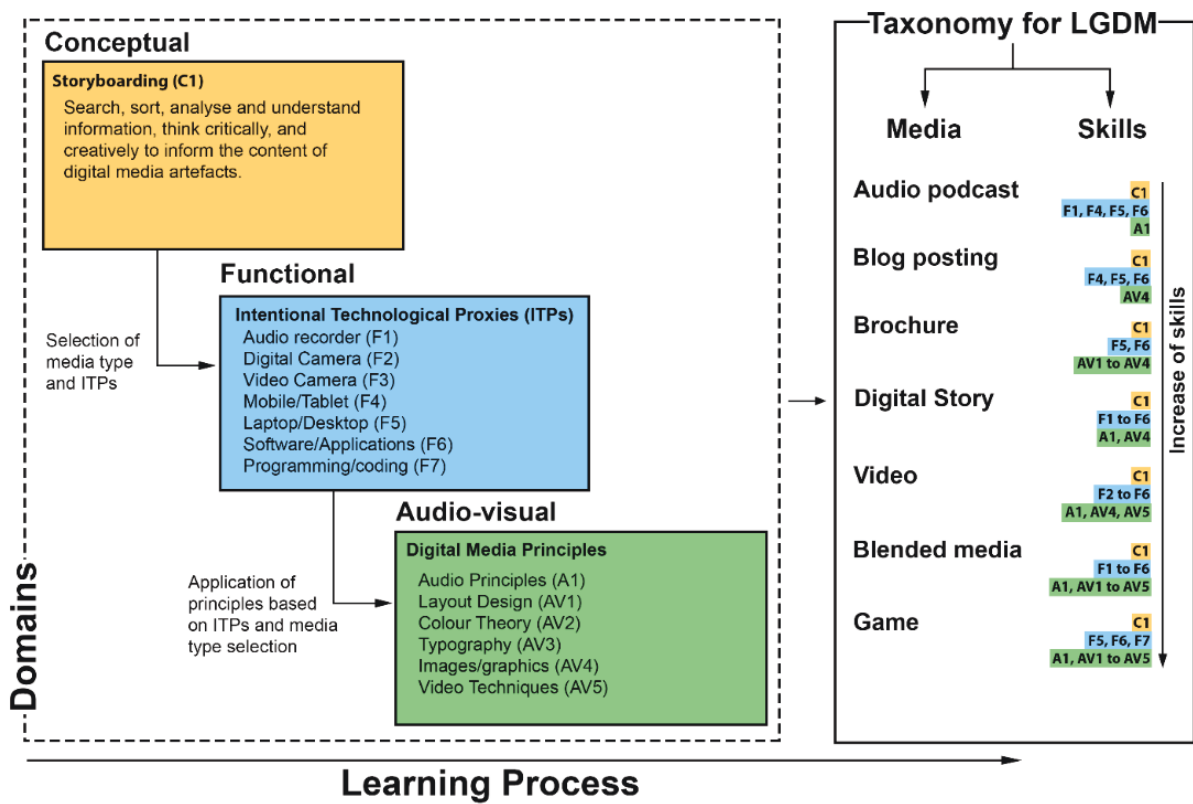 Conceptual
Storyboarding (C1)
Search, sort, analyse and understand
information, think critically, and
creatively to inform the content of
digital media artefacts.
Selection of
media type
and ITPs
Functional
Intentional Technological Proxies (ITPs)
Audio recorder (F1)
Digital Camera (F2)
Video Camera (F3)
Mobile/Tablet (F4)
Laptop/Desktop (F5)
Software/Applications (F6)
Programming/coding (F7)
Application of
principles based
on ITPs and media
type selection
Audio-visual
Digital Media Principles
Audio Principles (A1)
Layout Design (AV1)
Colour Theory (AV2)
Typography (AV3)
Images/graphics (AV4)
Video Techniques (AV5)
Domains
Learning Process
Taxonomy for LGDM
Media
Skills
Audio podcast
C1
F1, F4, F5, F6
A1
Blog posting
C1
F4, F5, F6
AV4
Brochure
C1
F5, F6
AV1 to AV4
Digital Story
C1
F1 to F6
A1, AV4
Video
C1
F2 to F6
A1, AV4, AV5
Blended media
C1
F1 to F6
A1, AV1 to AV5
Game
C1
F5, F6, F7
A1, AV1 to AV5
Increase of skills